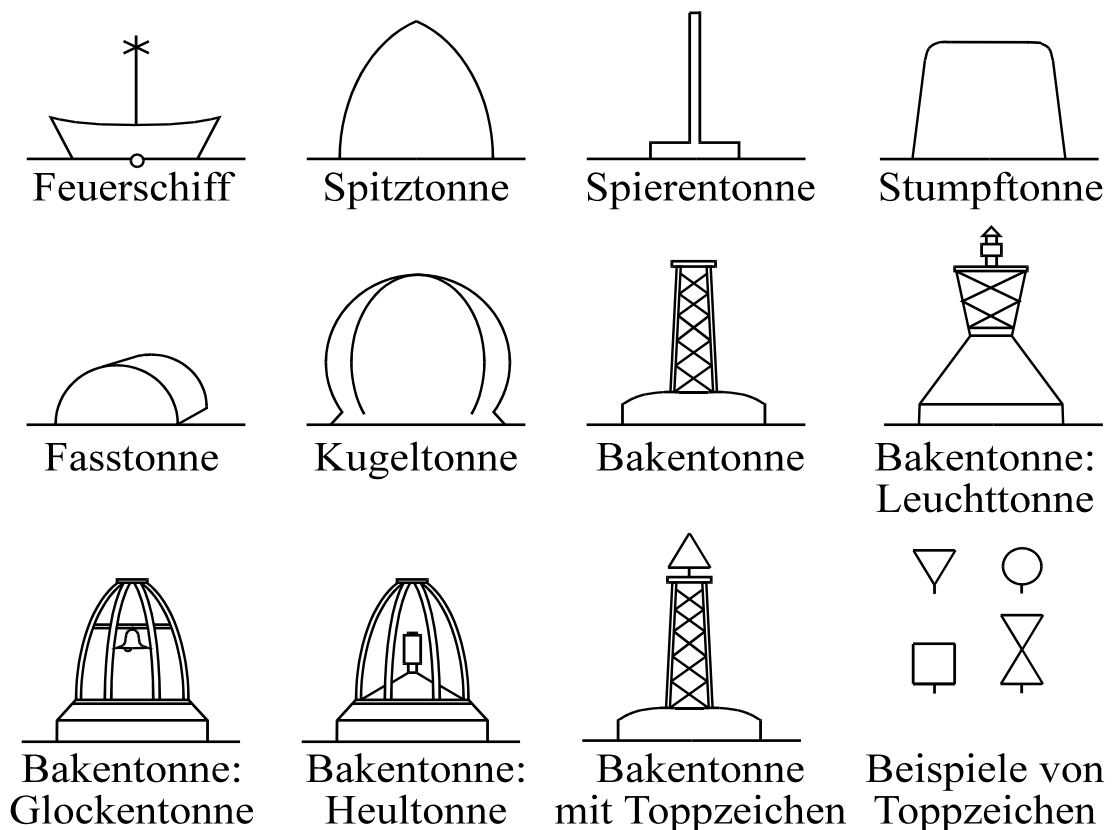 Feuerschiff
Spitztonne
Spierentonne
Stumpftonne
Fasstonne
Kugeltonne
Bakentonne
Bakentonne:
Leuchttonne
Bakentonne:
Glockentonne
Bakentonne:
Heultonne
Bakentonne
mit Toppzeichen
Beispiele von
Toppzeichen